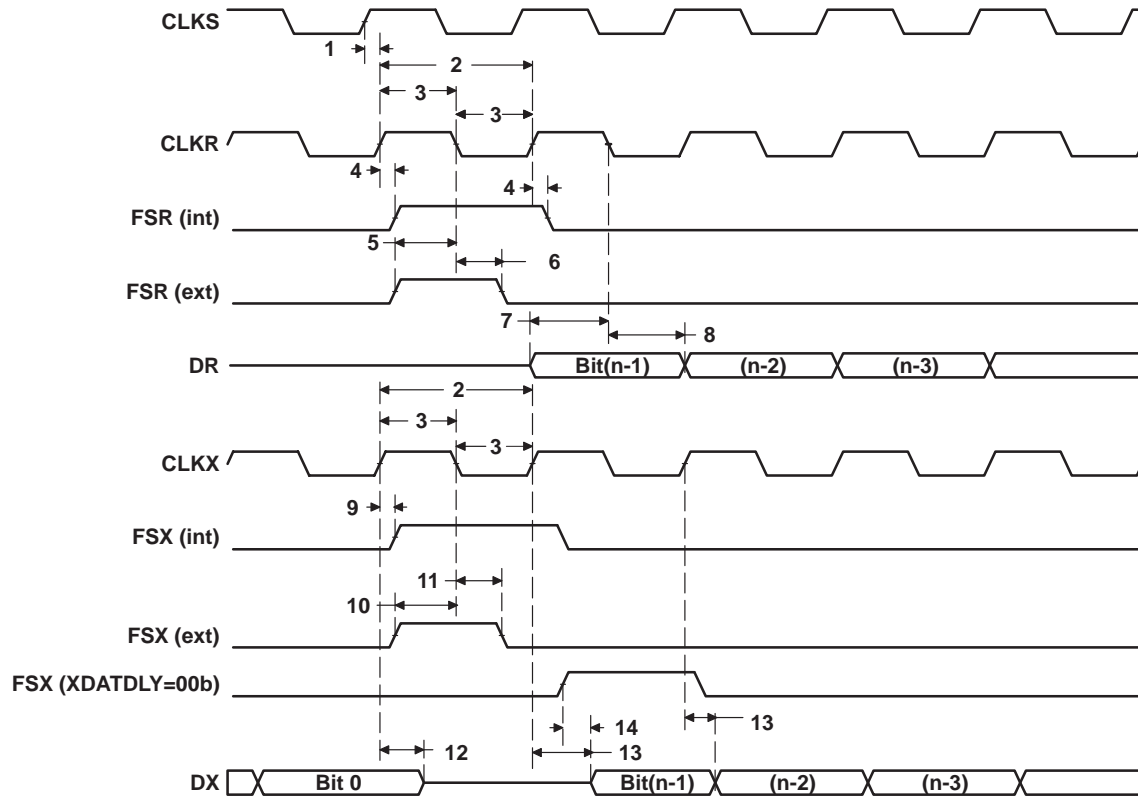 CLKS
1
2
3
3
CLKR
4
4
FSR (int)
5
6
FSR (ext)
7
8
DR
Bit(n-1)
(n-2)
(n-3)
2
3
3
CLKX
9
FSX (int)
11
10
FSX (ext)
FSX (XDATDLY=00b)
14
13
12
13
DX
Bit 0
Bit(n-1)
(n-2)
(n-3)